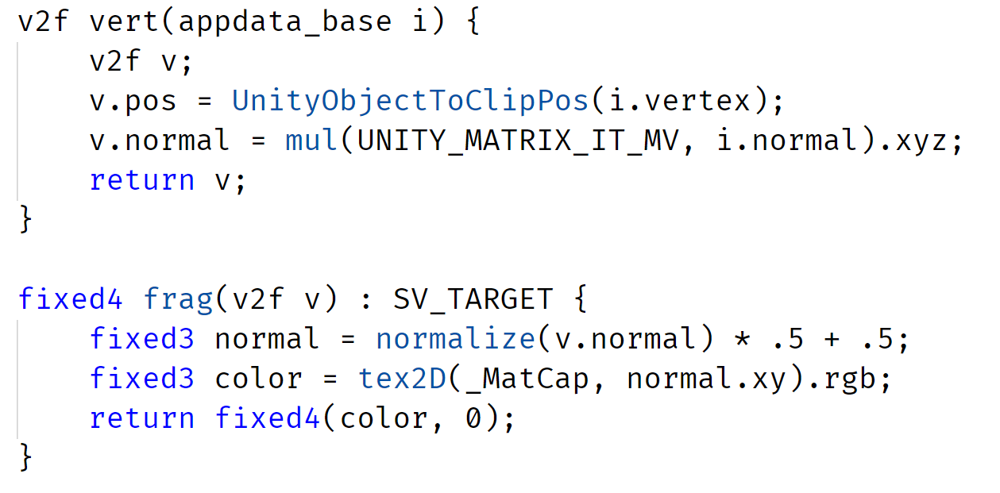 v2f vert(appdata_base i) {
    v2f v;
    v.pos = UnityObjectToClipPos(i.vertex);
    v.normal = mul(UNITY_MATRIX_IT_MV, i.normal).xyz;
    return v;
}

fixed4 frag(v2f v) : SV_TARGET {
    fixed3 normal = normalize(v.normal) * .5 + .5;
    fixed3 color = tex2D(_MatCap, normal.xy).rgb;
    return fixed4(color, 0);
}